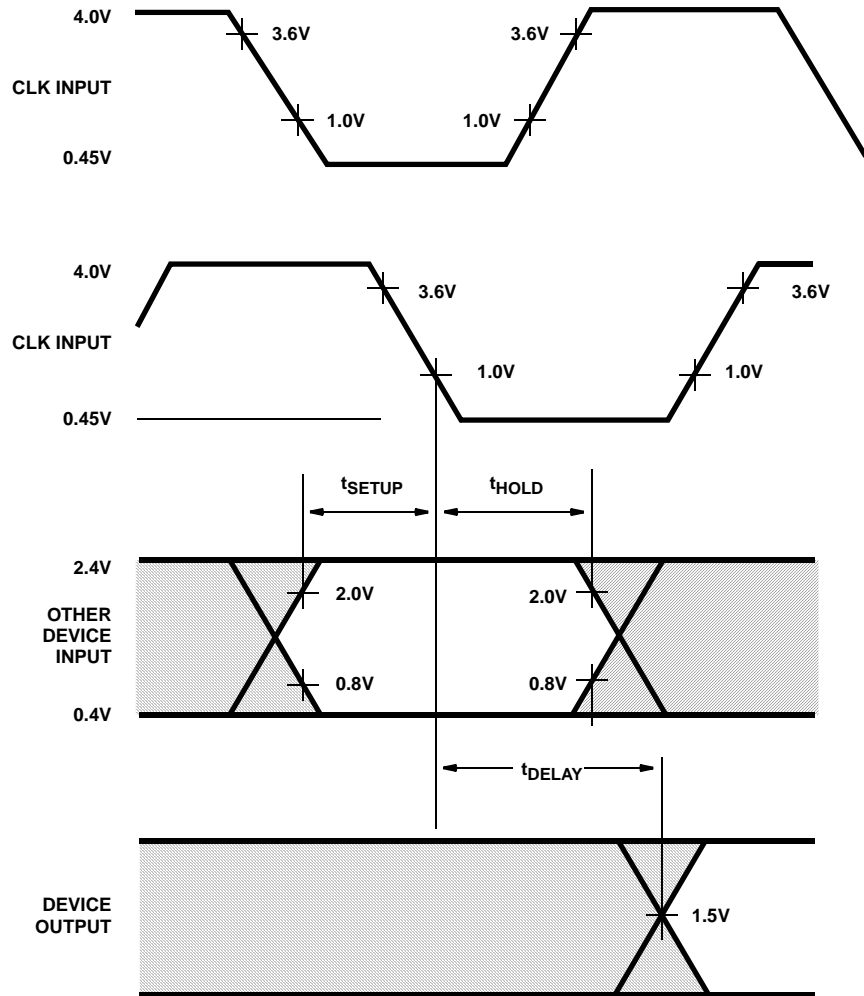 4.0V
3.6V
3.6V
CLK INPUT
1.0V
1.0V
0.45V
4.0V
3.6V
3.6V
CLK INPUT
1.0V
1.0V
0.45V
tSETUP
tHOLD
2.4V
2.0V
2.0V
OTHER
DEVICE
INPUT
0.8V
0.8V
0.4V
tDELAY
DEVICE
OUTPUT
1.5V